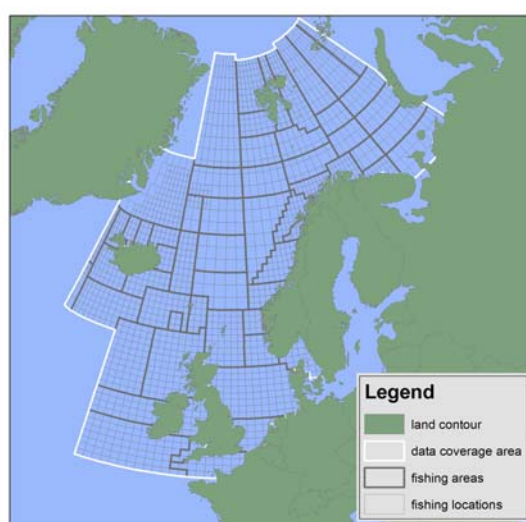 Legend
land contour
data coverage area
fishing areas
fishing locations